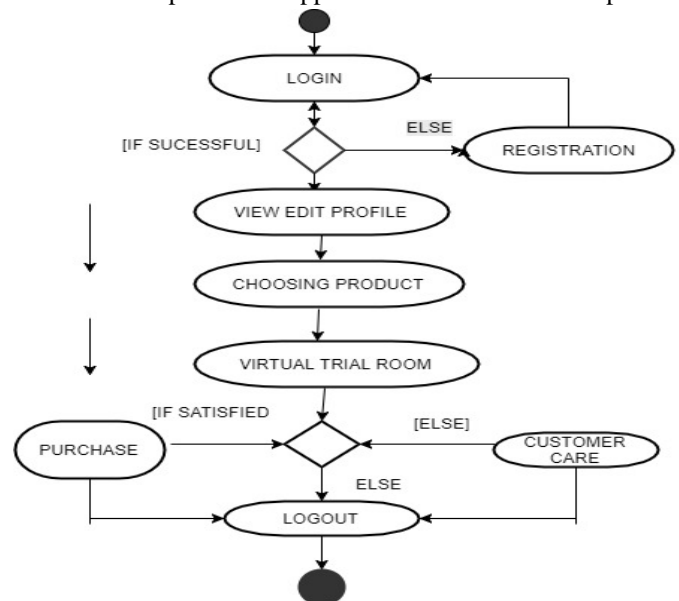 LOGIN
ELSE
[IF SUCESSFUL]
REGISTRATION
VIEW EDIT PROFILE
CHOOSING PRODUCT
VIRTUAL TRIAL ROOM
[IF SATISFIED
[ELSE]
PURCHASE
CUSTOMER
CARE
ELSE
LOGOUT